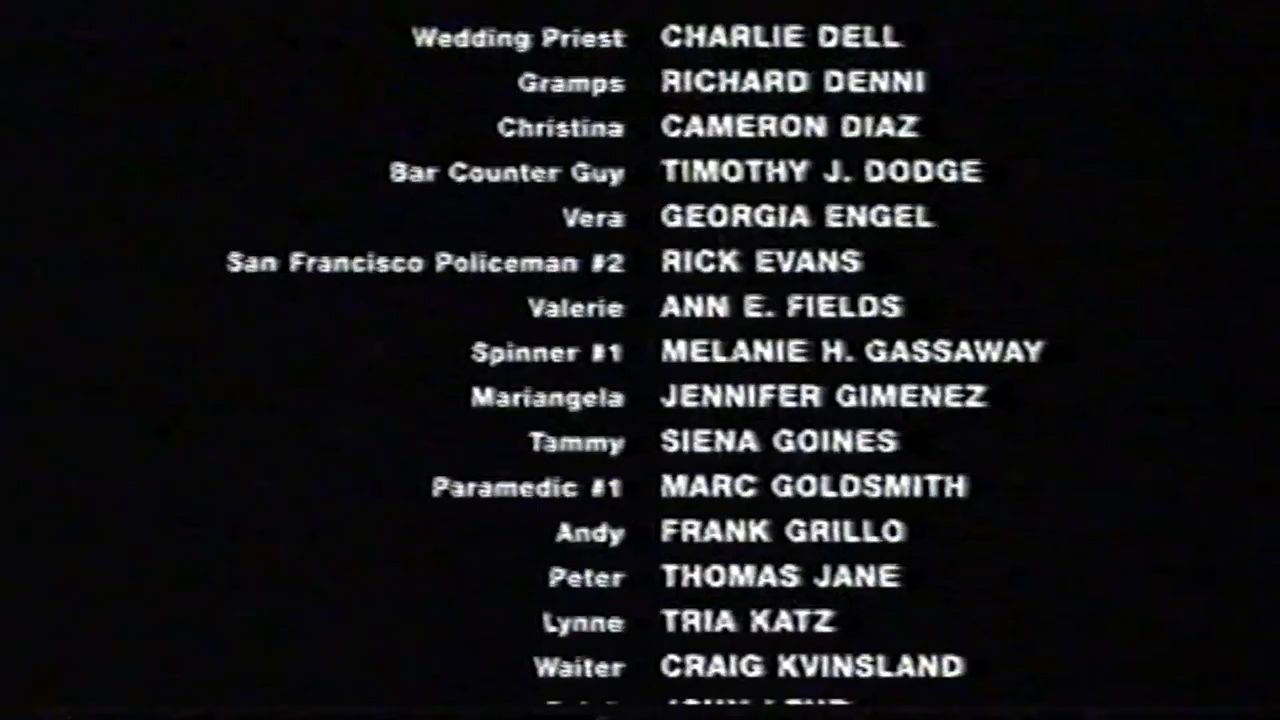 Wedding Priest CHARLIE DELL
Gramps RICHARD DENNI
Christina CAMERON DIAZ
Bar Counter Guy TIMOTHY J. DODGE
Vera GEORGIA ENGEL
San Francisco Policeman #2 RICK EVANS
Valerie ANN E. FIELDS
Spinner #1 MELANIE H. GASSAWAY
Mariangela JENNIFER GIMENEZ
Tammy SIENA GOINES
Paramedic #1 MARC GOLDSMITH
Andy FRANK GRILLO
Peter THOMAS JANE
Lynne TRIA KATZ
Waiter CRAIG KVINSLAND